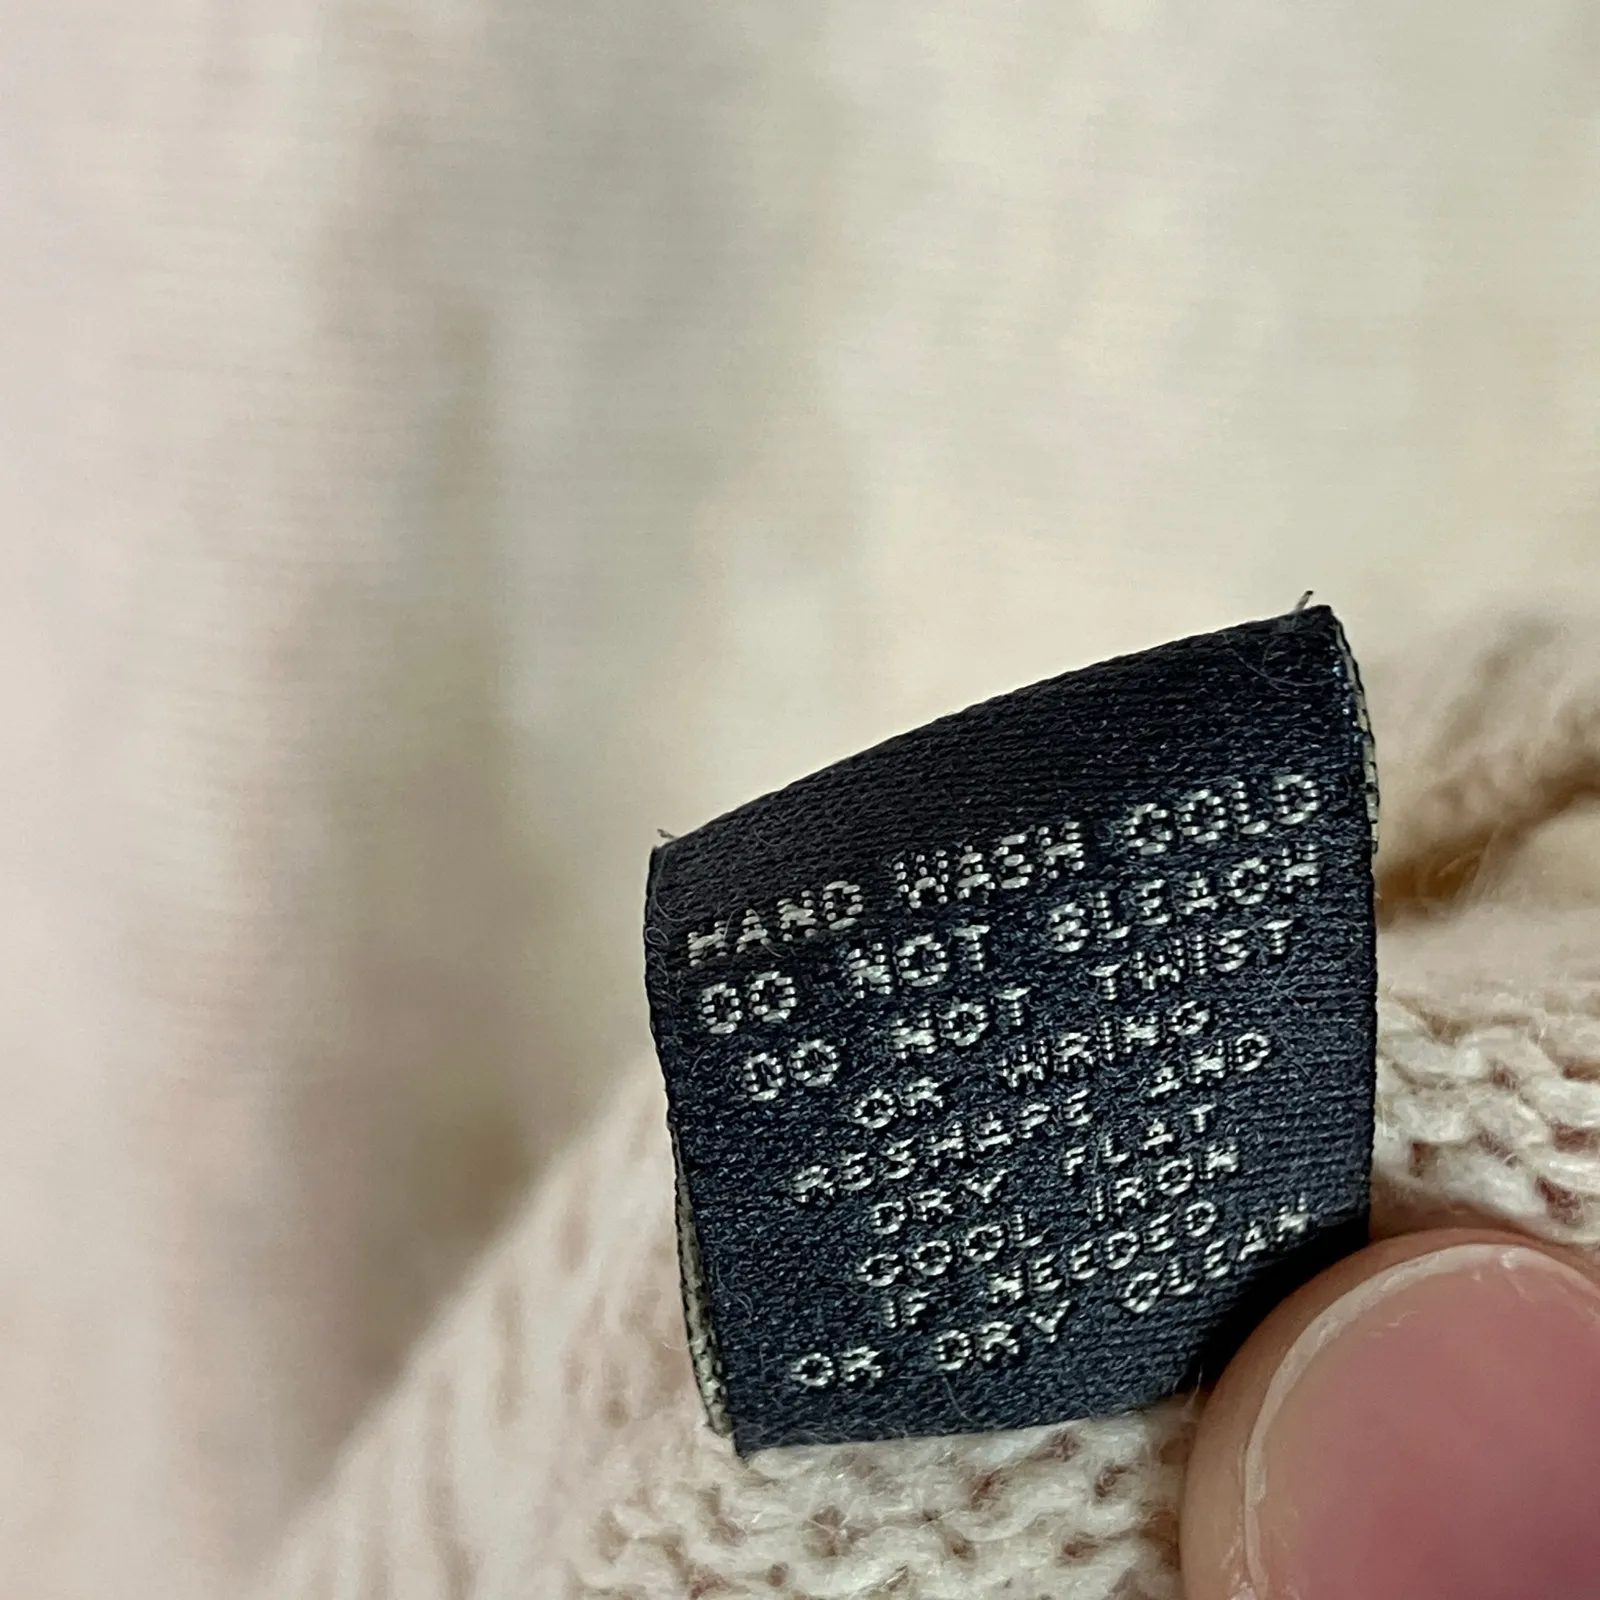 HAND WASH COLD
DO NOT BLEACH
DO NOT TWIST
OR WRING
RESHAPE AND
DRY FLAT
COOL IRON
IF NEEDED
OR DRY CLEAN